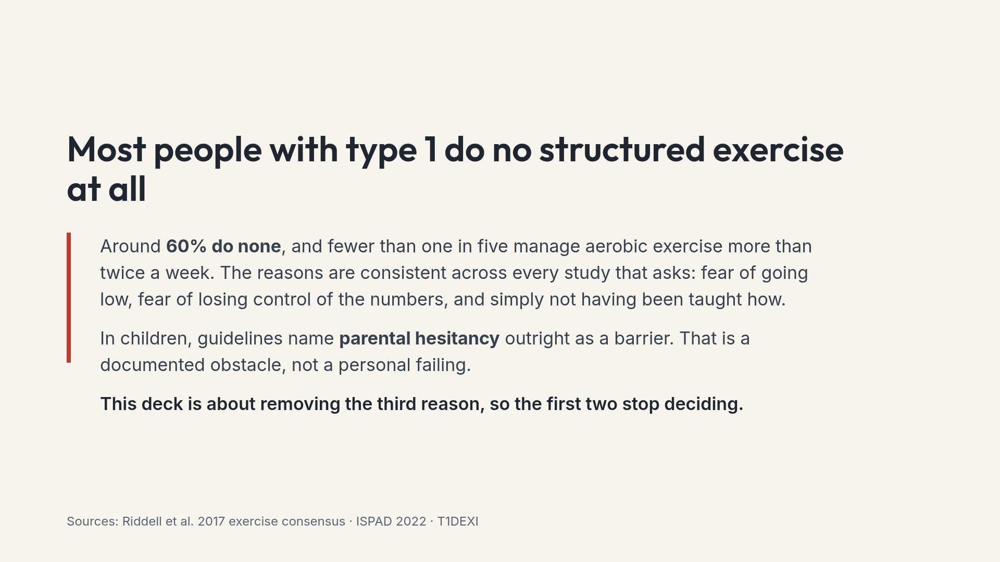 Most people with type 1 do no structured exercise
at all
Around 60% do none, and fewer than one in five manage aerobic exercise more than
twice a week. The reasons are consistent across every study that asks: fear of going
low, fear of losing control of the numbers, and simply not having been taught how.
In children, guidelines name parental hesitancy outright as a barrier. That is a
documented obstacle, not a personal failing.
This deck is about removing the third reason, so the first two stop deciding.
Sources: Riddell et al. 2017 exercise consensus · ISPAD 2022 · T1DEXI